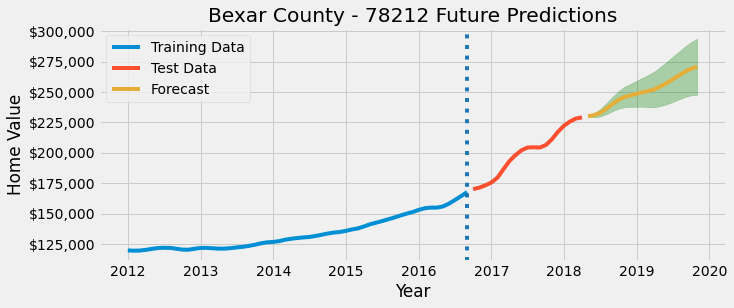 Bexar County - 78212 Future Predictions
$300,000
$275,000
$250,000
$225,000
$200,000
$175,000
$150,000
$125,000
Home Value
Training Data
Test Data
Forecast
2012 2013 2014 2015 2016 2017 2018 2019 2020
Year